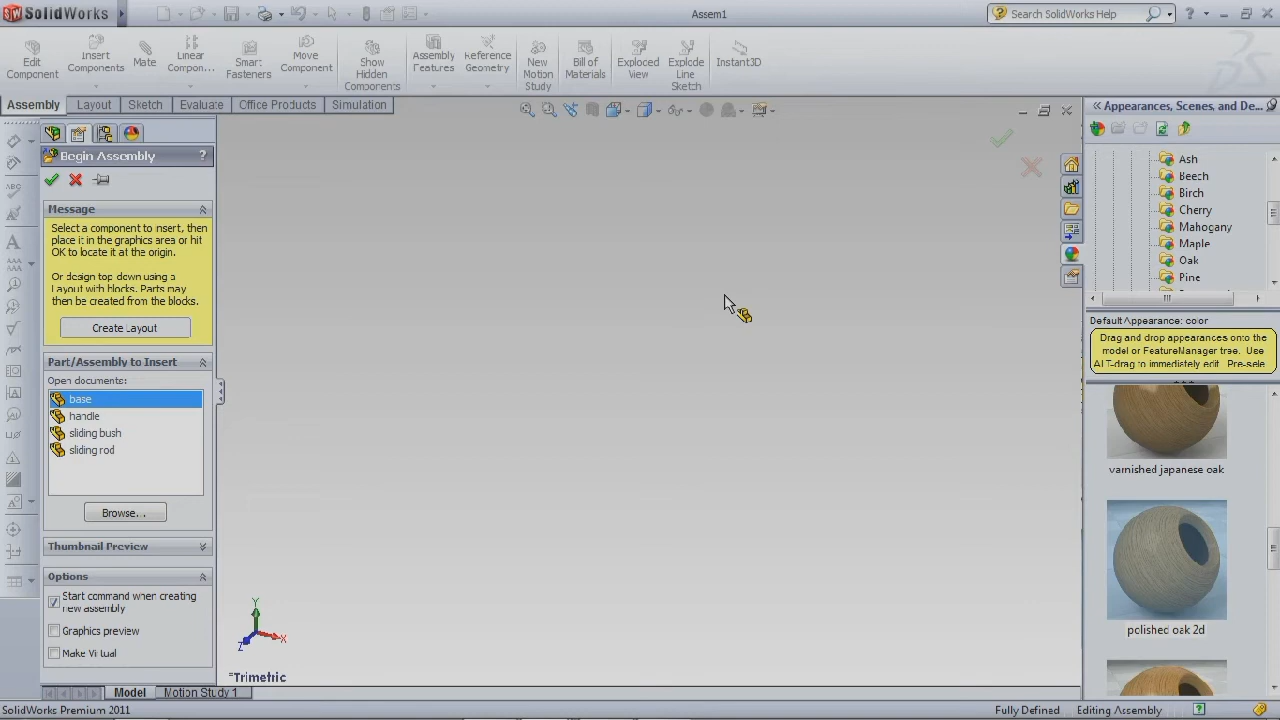 SolidWorks
Assem1
Search SolidWorks Help
Edit Component
Insert Components
Mate
Linear Compon...
Smart Fasteners
Move Component
Show Hidden Components
Assembly Features
Reference Geometry
New Motion Study
Bill of Materials
Exploded View
Explode Line Sketch
Instant3D
Assembly
Layout
Sketch
Evaluate
Office Products
Simulation
Begin Assembly
?
Message
Select a component to insert, then
place it in the graphics area or hit
OK to locate it at the origin.
Or design top down using a
Layout with blocks. Parts may
then be created from the blocks.
Create Layout
Part/Assembly to Insert
Open documents:
base
handle
sliding bush
sliding rod
Browse...
Thumbnail Preview
Options
Start command when creating
new assembly
Graphics preview
Make Virtual
Y
X
Z
*Trimetric
Model
Motion Study 1
SolidWorks Premium 2011
Fully Defined
Editing Assembly
Appearances, Scenes, and De...
Ash
Beech
Birch
Cherry
Mahogany
Maple
Oak
Pine
Default Appearance: color
Drag and drop appearances onto the
model or FeatureManager tree. Use
ALT-drag to immediately edit. Pre-sele
varnished japanese oak
polished oak 2d